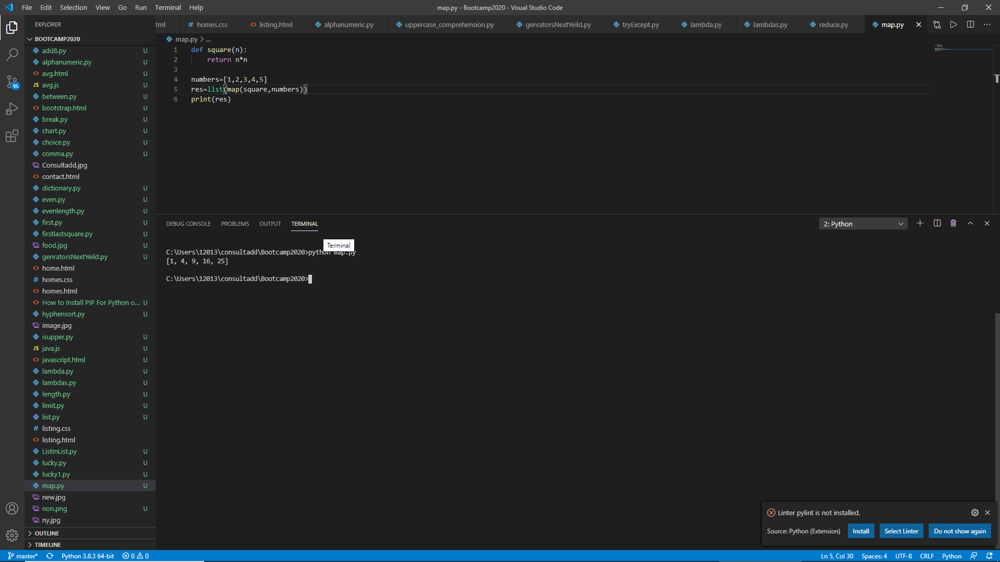 File Edit Selection View Go Run Terminal Help
map.py - Bootcamp2020 - Visual Studio Code
EXPLORER
tml
homes.css
listing.html
alphanumeric.py
uppercase_comprehension.py
genratorsNextYeild.py
tryExcept.py
lambda.py
lambdas.py
reduce.py
map.py
BOOTCAMP2020
add8.py U
alphanumeric.py U
avg.html U
JS avg.js U
between.py U
bootstrap.html U
break.py U
chart.py U
choice.py U
comma.py U
Consultadd.jpg
contact.html
dictionary.py U
even.py U
evenlength.py U
first.py U
firstlastsquare.py U
food.jpg U
genratorsNextYeild.py U
home.html
# homes.css
homes.html
How to Install PIP For Python o... U
hyphensort.py U
image.jpg
isupper.py U
JS java.js U
javascript.html U
lambda.py U
lambdas.py U
length.py U
limit.py U
list.py U
# listing.css
listing.html
ListInList.py U
lucky.py U
lucky1.py U
map.py U
new.jpg
non.png U
ny.jpg
OUTLINE
TIMELINE
95
map.py > ...
1 def square(n):
2 return n*n
3
4 numbers=[1,2,3,4,5]
5 res=list(map(square,numbers))
6 print(res)
DEBUG CONSOLE PROBLEMS OUTPUT TERMINAL
2: Python
Terminal
C:\Users\12013\consultadd\Bootcamp2020>python map.py
[1, 4, 9, 16, 25]
C:\Users\12013\consultadd\Bootcamp2020>
Linter pylint is not installed.
Source: Python (Extension) Install Select Linter Do not show again
master* Python 3.8.3 64-bit 0 0 Ln 5, Col 30 Spaces: 4 UTF-8 CRLF Python